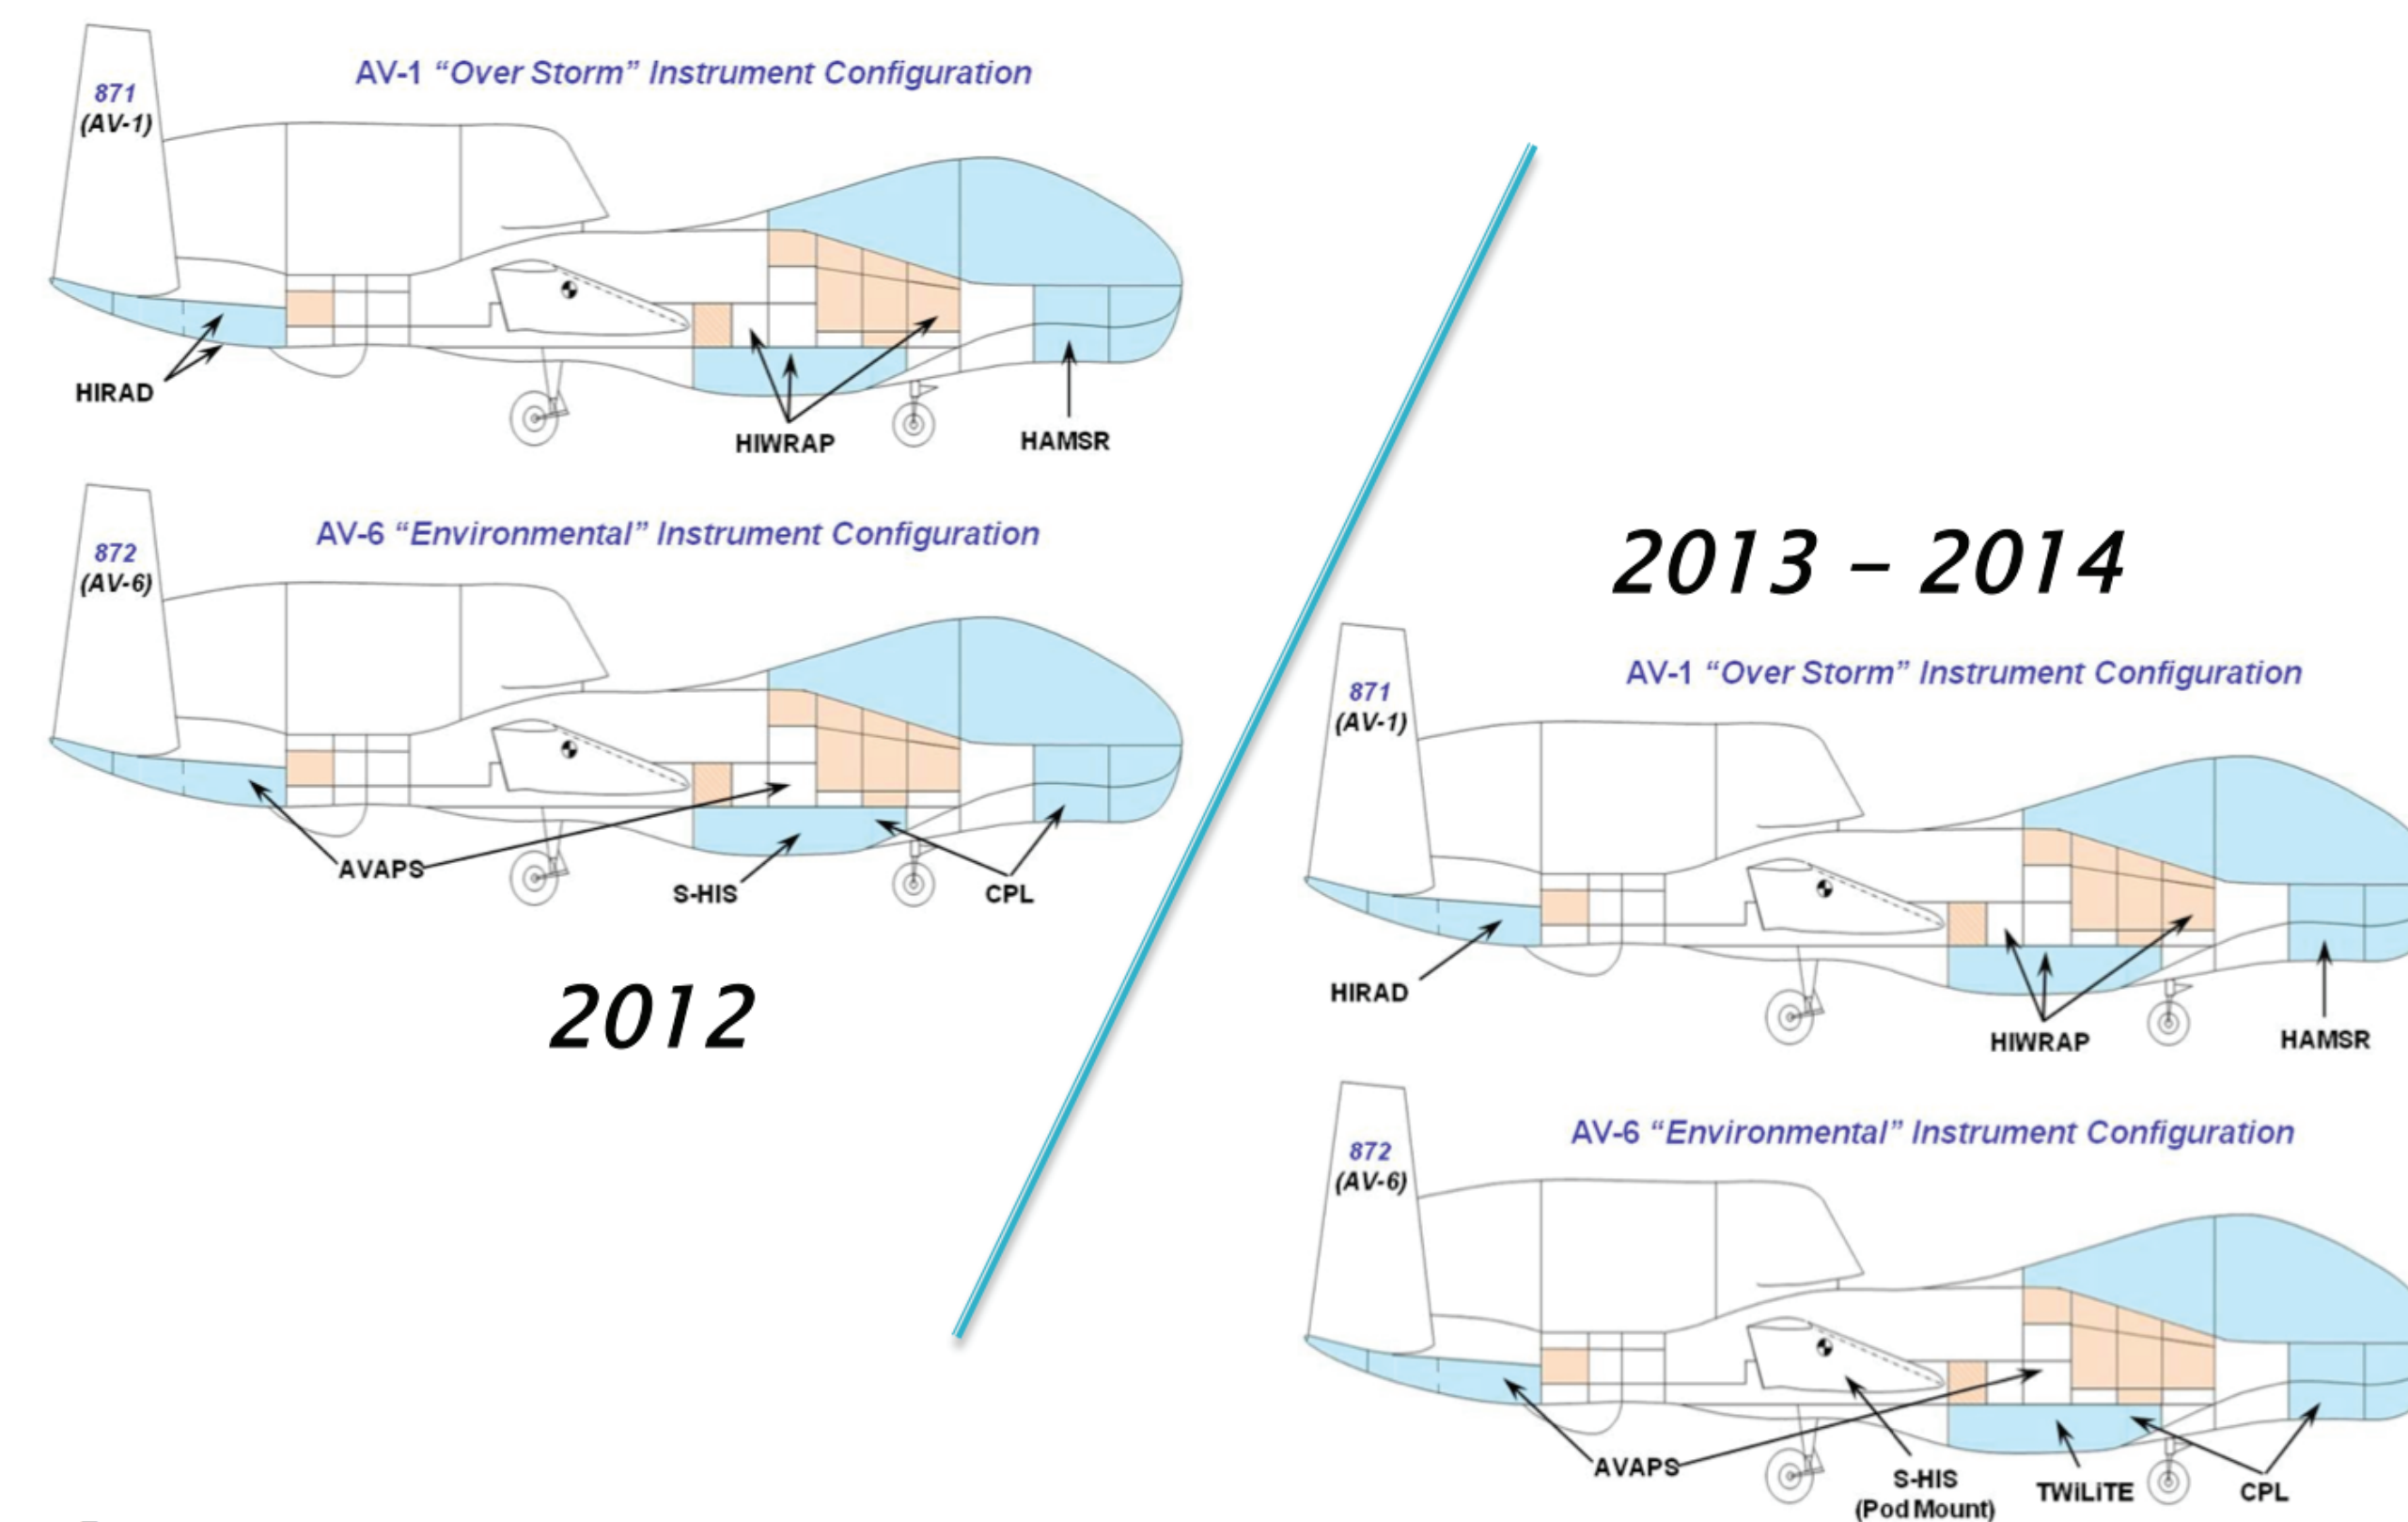 AV-1 “Over Storm” Instrument Configuration
871
(AV-1)
HIRAD
HIWRAP
HAMSR
AV-6 “Environmental” Instrument Configuration
872
(AV-6)
AVAPS
S-HIS
CPL
2012
2013 – 2014
AV-1 “Over Storm” Instrument Configuration
871
(AV-1)
HIRAD
HIWRAP
HAMSR
AV-6 “Environmental” Instrument Configuration
872
(AV-6)
AVAPS
S-HIS
(Pod Mount)
TWiLiTE
CPL